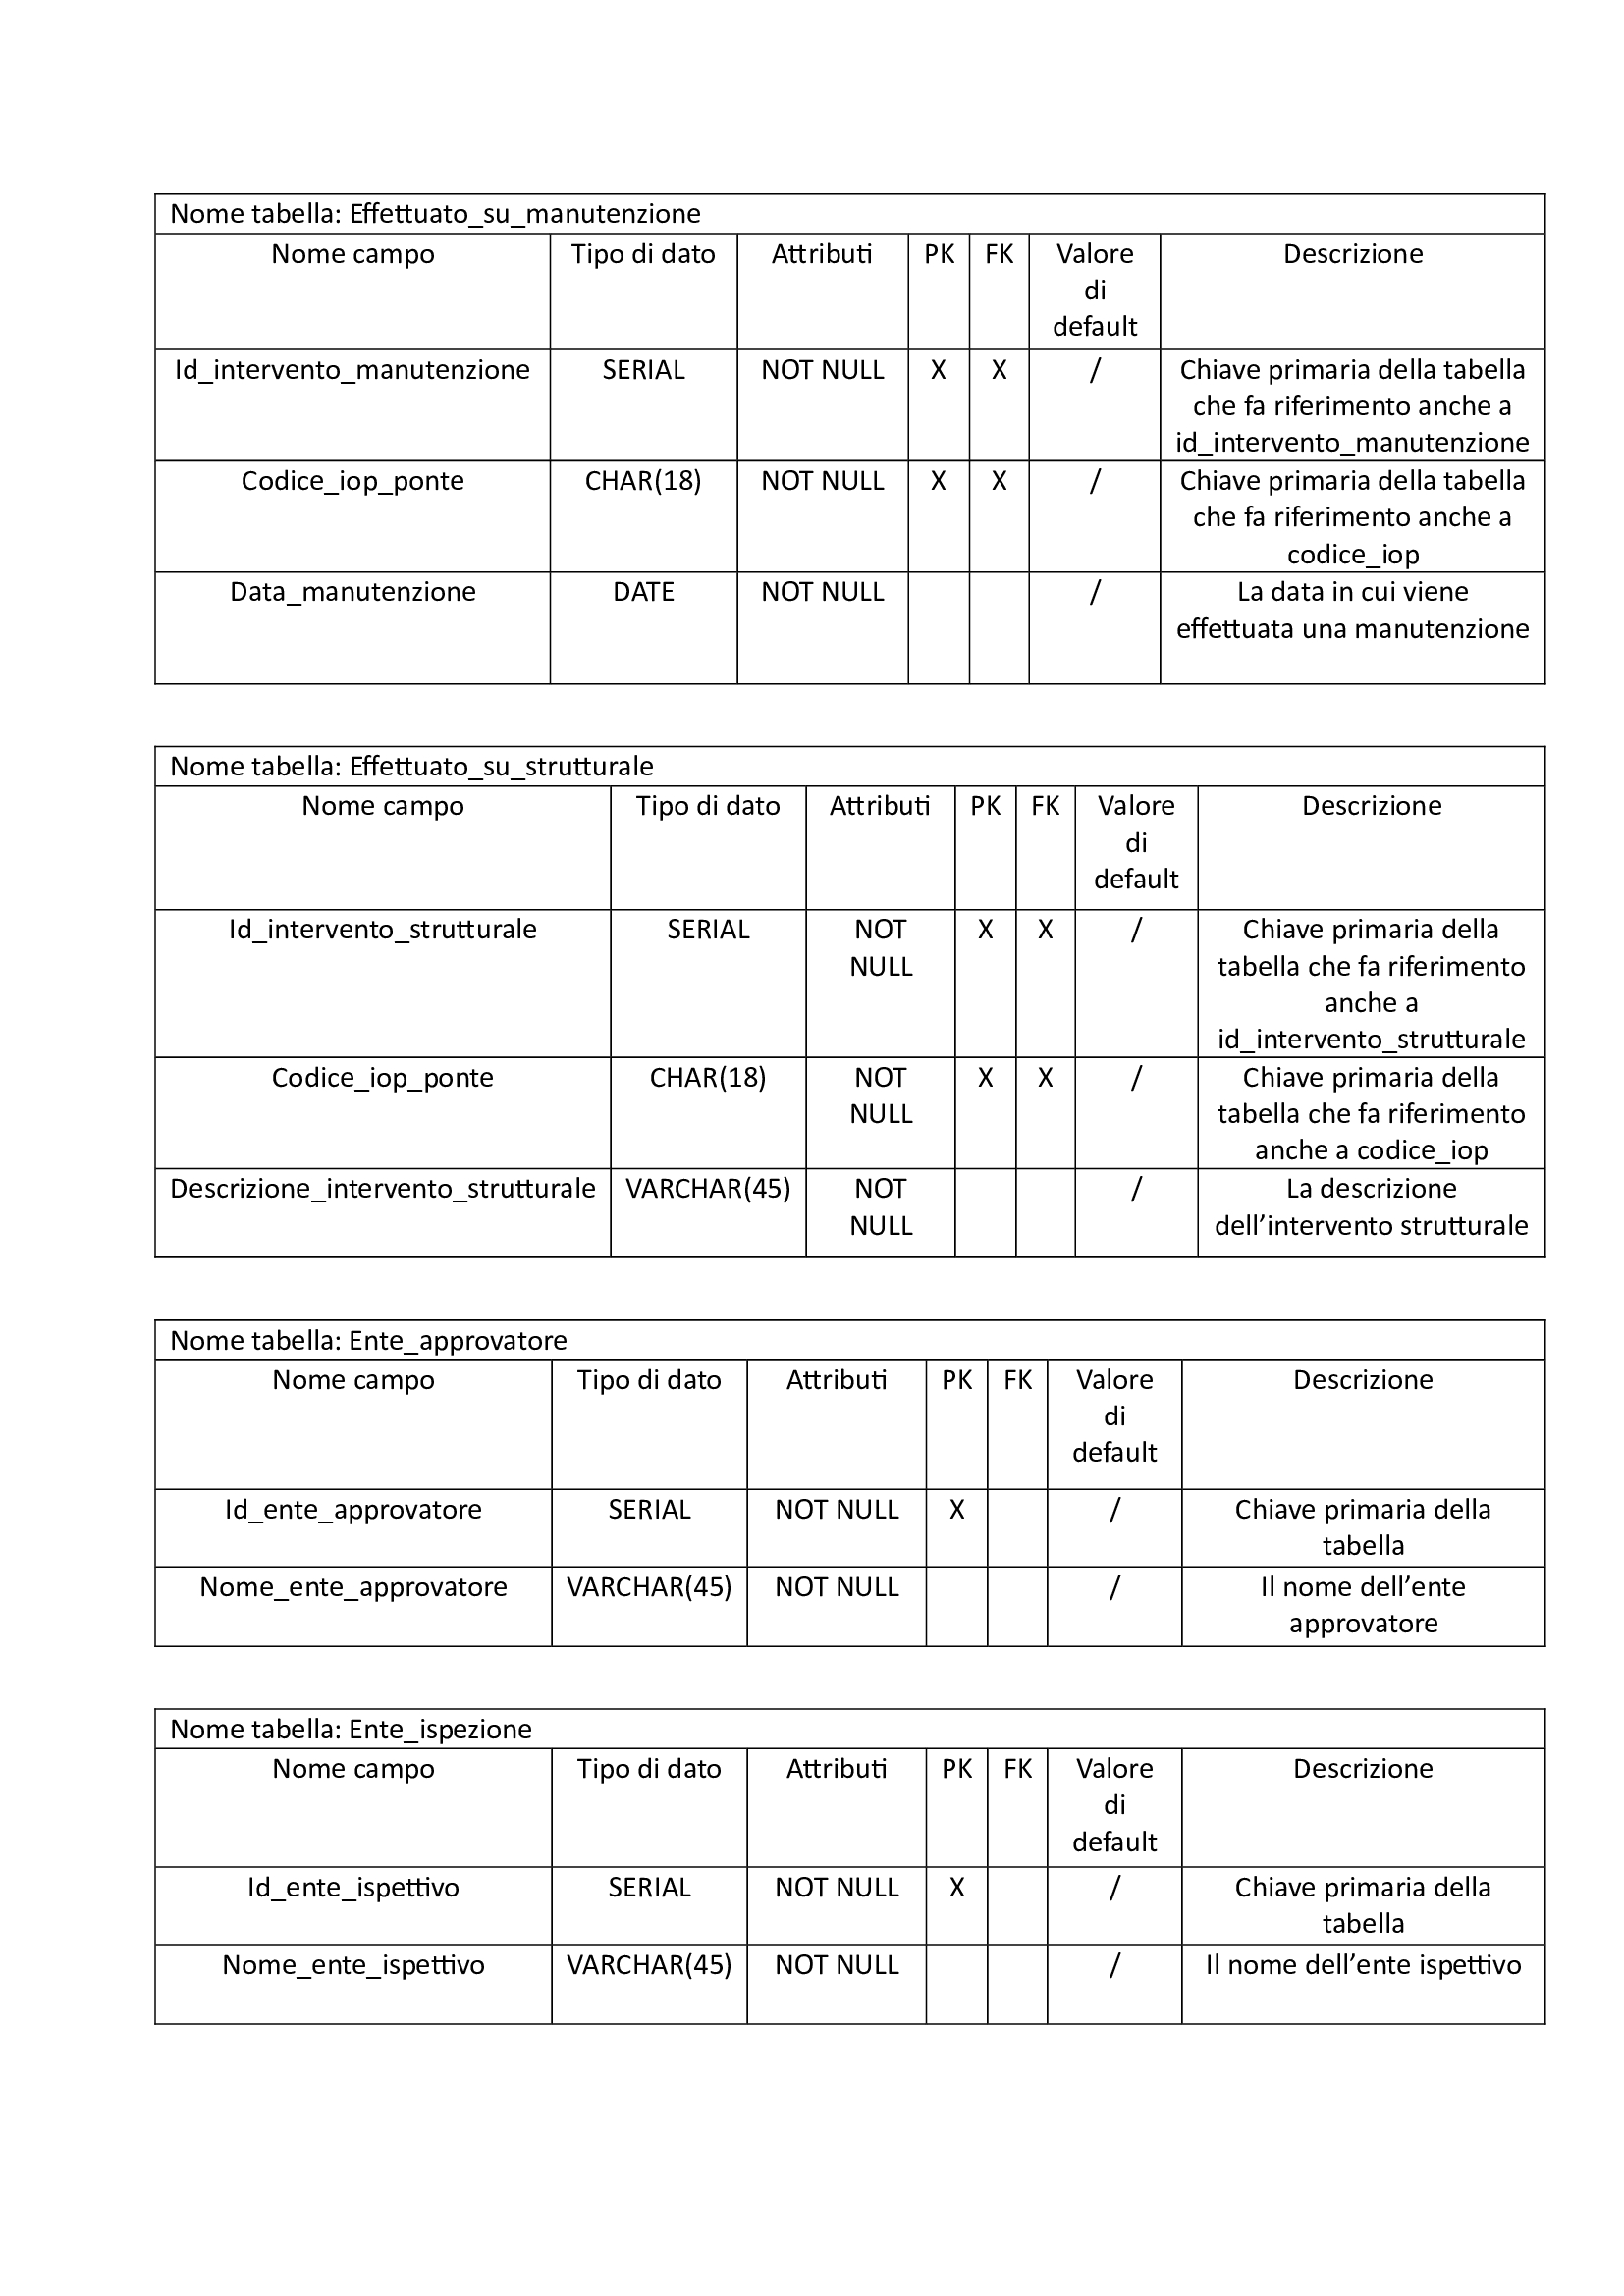 Nome tabella: Effettuato_su_manutenzione
Nome campo Tipo di dato Attributi PK FK Valore Descrizione
di
default
Id_intervento_manutenzione SERIAL NOT NULL X X / Chiave primaria della tabella
che fa riferimento anche a
id_intervento_manutenzione
Codice_iop_ponte CHAR(18) NOT NULL X X / Chiave primaria della tabella
che fa riferimento anche a
codice_iop
Data_manutenzione DATE NOT NULL / La data in cui viene
effettuata una manutenzione
Nome tabella: Effettuato_su_strutturale
Nome campo Tipo di dato Attributi PK FK Valore Descrizione
di
default
Id_intervento_strutturale SERIAL NOT X X / Chiave primaria della
NULL tabella che fa riferimento
anche a
id_intervento_strutturale
Codice_iop_ponte CHAR(18) NOT X X / Chiave primaria della
NULL tabella che fa riferimento
anche a codice_iop
Descrizione_intervento_strutturale VARCHAR(45) NOT / La descrizione
NULL dell’intervento strutturale
Nome tabella: Ente_approvatore
Nome campo Tipo di dato Attributi PK FK Valore Descrizione
di
default
Id_ente_approvatore SERIAL NOT NULL X / Chiave primaria della
tabella
Nome_ente_approvatore VARCHAR(45) NOT NULL / Il nome dell’ente
approvatore
Nome tabella: Ente_ispezione
Nome campo Tipo di dato Attributi PK FK Valore Descrizione
di
default
Id_ente_ispettivo SERIAL NOT NULL X / Chiave primaria della
tabella
Nome_ente_ispettivo VARCHAR(45) NOT NULL / Il nome dell’ente ispettivo